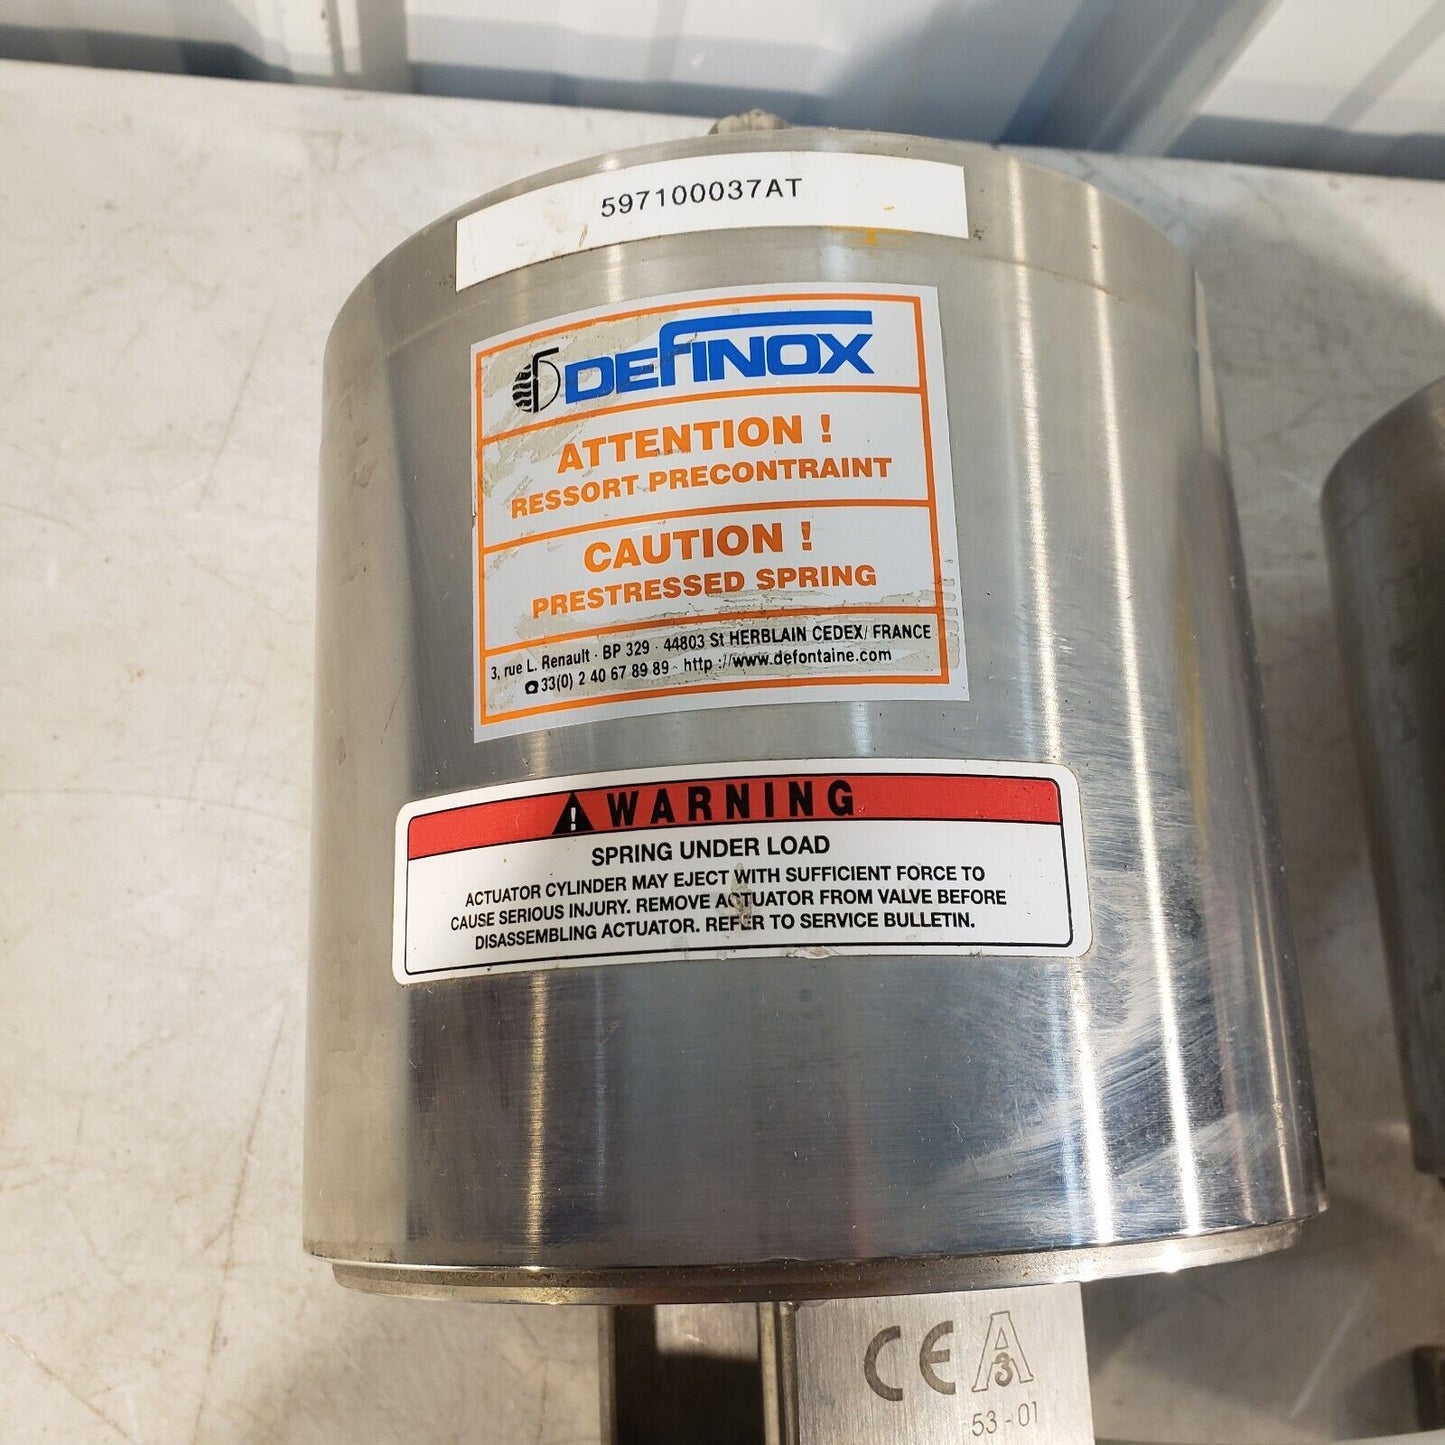 597100037AT
DEFINOX
ATTENTION !
RESSORT PRECONTRAINT
CAUTION !
PRESTRESSED SPRING
3, rue L. Renault - BP 329 - 44803 St HERBLAIN CEDEX/ FRANCE
☎ 33(0) 2 40 67 89 89 - http ://www.defontaine.com
WARNING
SPRING UNDER LOAD
ACTUATOR CYLINDER MAY EJECT WITH SUFFICIENT FORCE TO
CAUSE SERIOUS INJURY. REMOVE ACTUATOR FROM VALVE BEFORE
DISASSEMBLING ACTUATOR. REFER TO SERVICE BULLETIN.
CE 3A
53-01